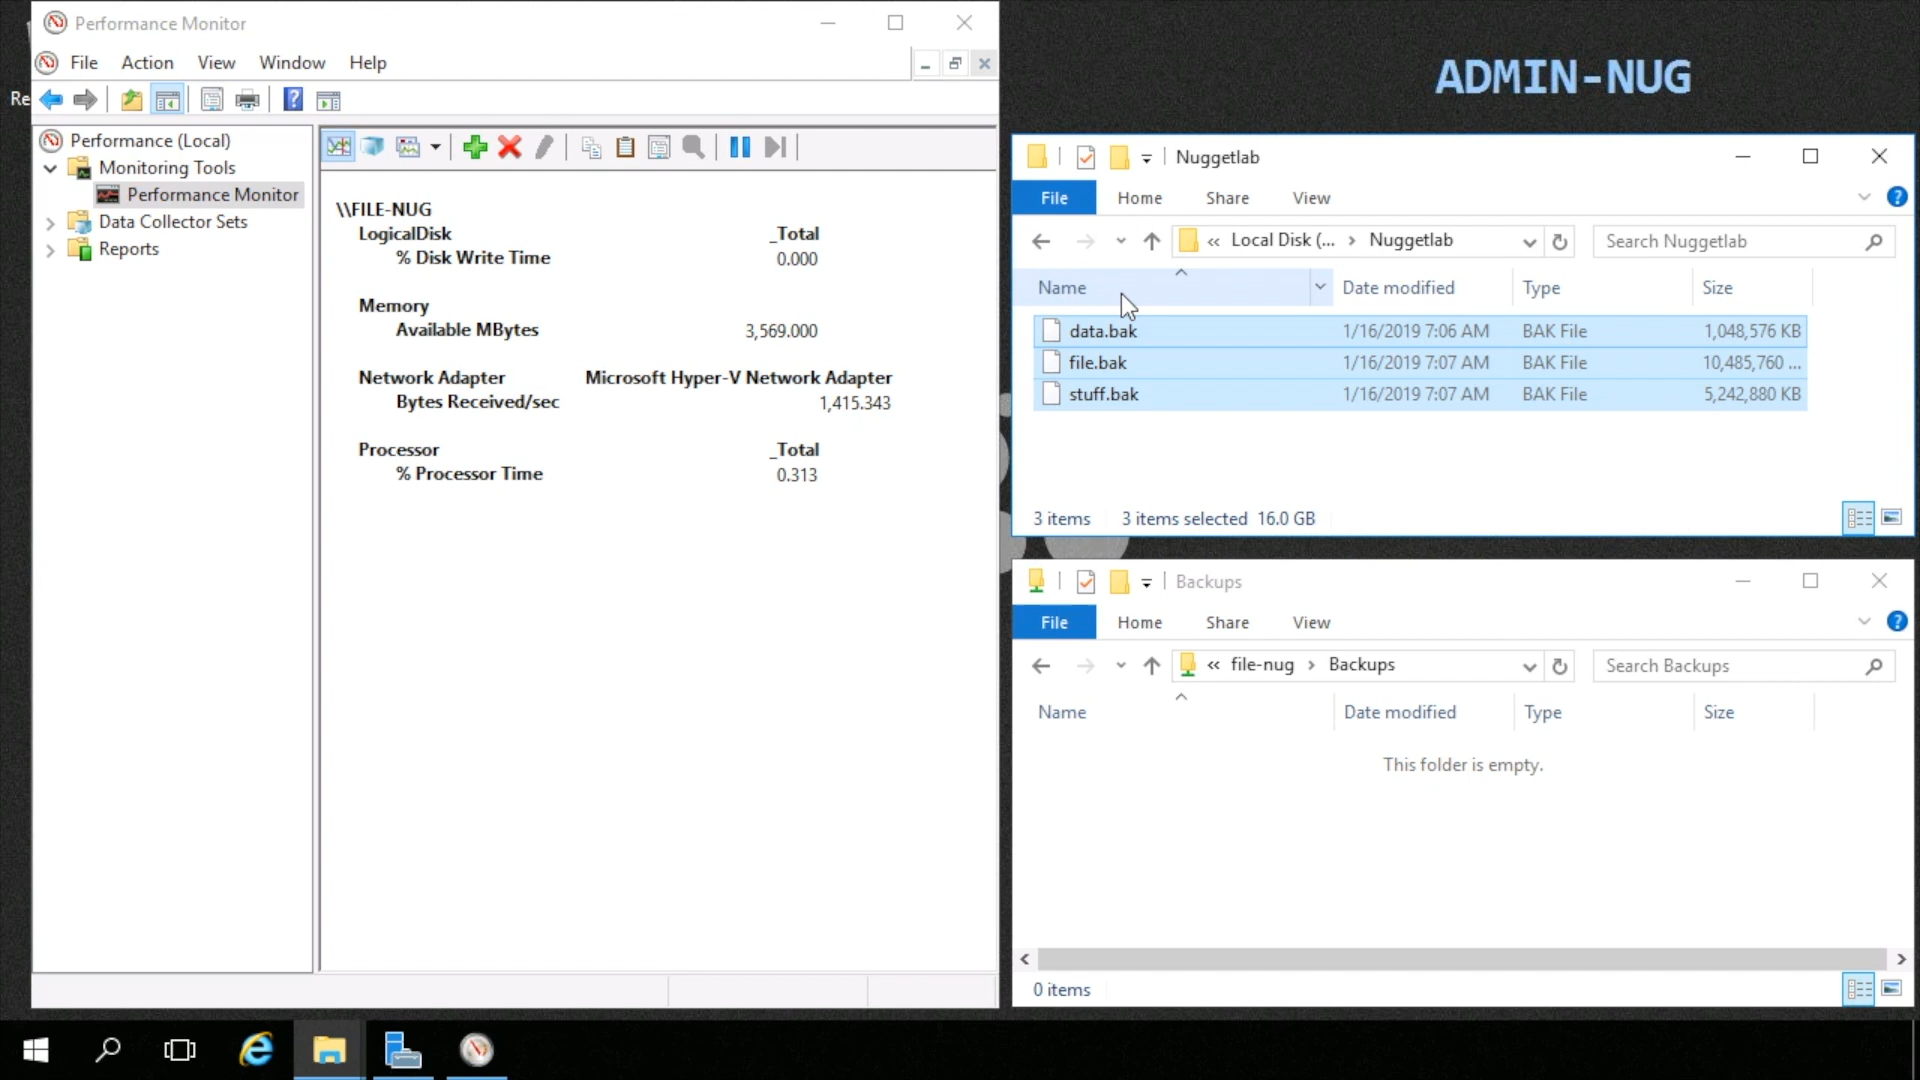 Performance Monitor
File Action View Window Help
Re
Performance (Local)
Monitoring Tools
Performance Monitor
Data Collector Sets
Reports
\\FILE-NUG
LogicalDisk _Total
% Disk Write Time 0.000
Memory
Available MBytes 3,569.000
Network Adapter Microsoft Hyper-V Network Adapter
Bytes Received/sec 1,415.343
Processor _Total
% Processor Time 0.313
ADMIN-NUG
Nuggetlab
File Home Share View
« Local Disk (... > Nuggetlab
Search Nuggetlab
Name Date modified Type Size
data.bak 1/16/2019 7:06 AM BAK File 1,048,576 KB
file.bak 1/16/2019 7:07 AM BAK File 10,485,760 ...
stuff.bak 1/16/2019 7:07 AM BAK File 5,242,880 KB
3 items 3 items selected 16.0 GB
Backups
File Home Share View
« file-nug > Backups
Search Backups
Name Date modified Type Size
This folder is empty.
0 items